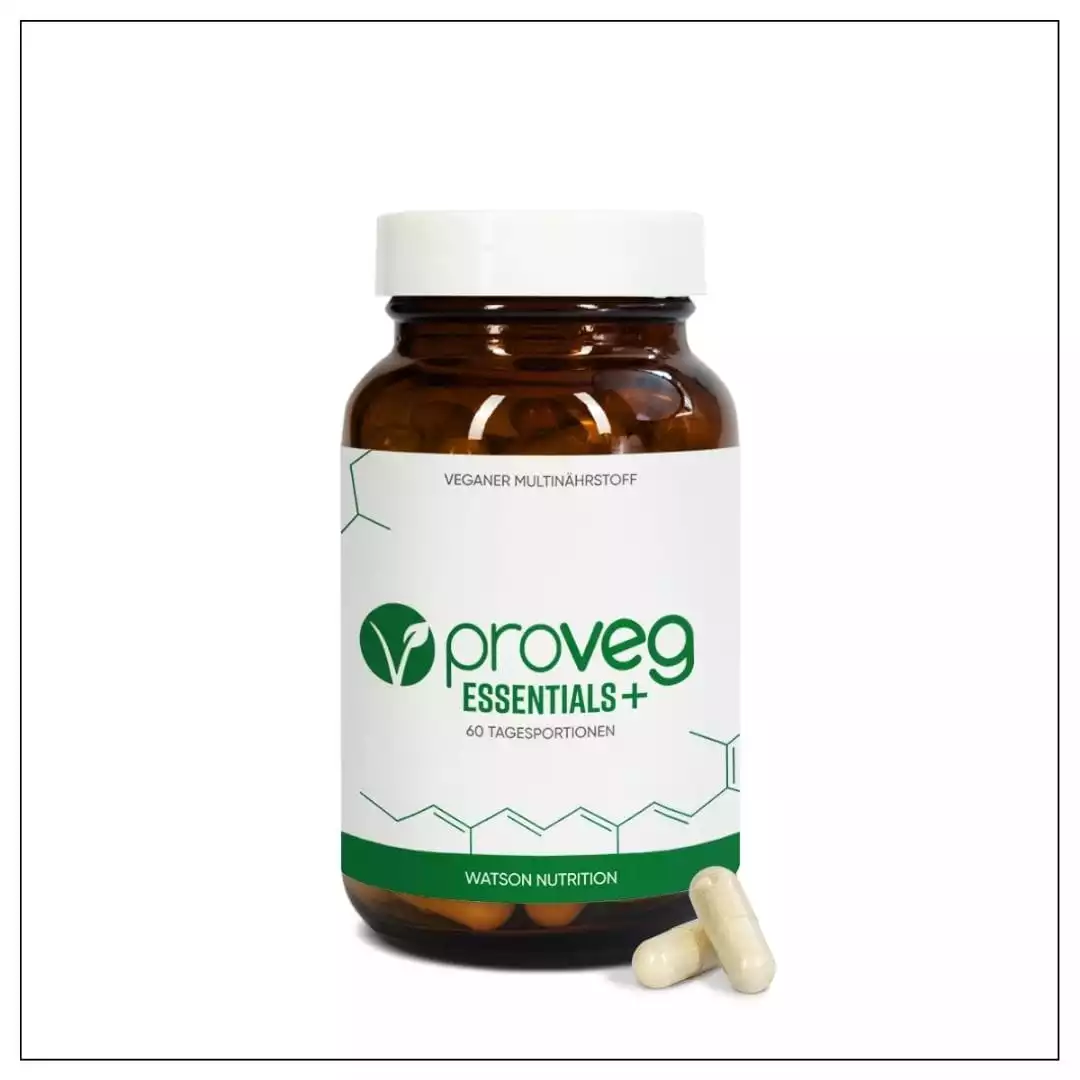 VEGANER MULTINÄHRSTOFF
proveg
ESSENTIALS+
60 TAGESPORTIONEN
WATSON NUTRITION